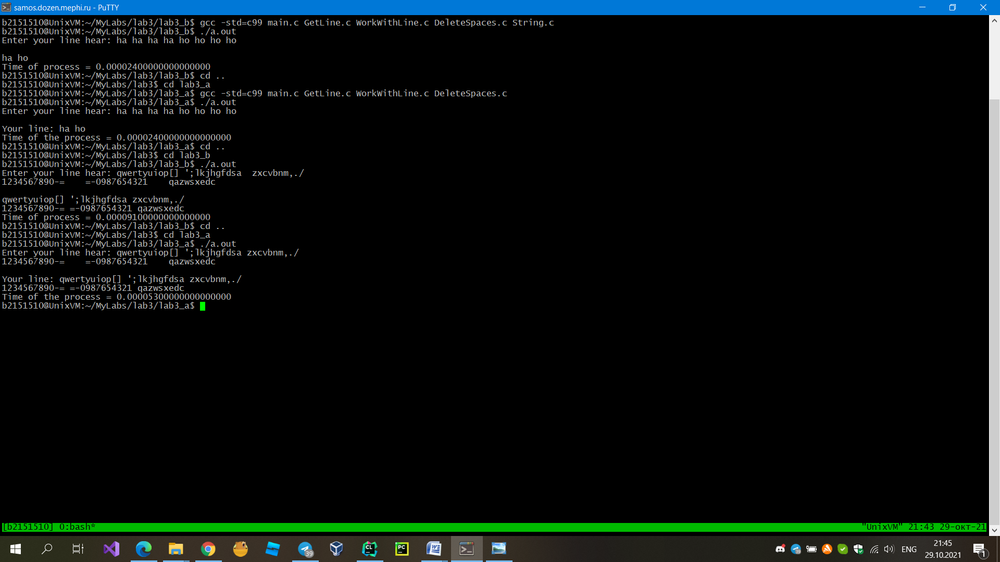 samos.dozen.mephi.ru - PuTTY
b2151510@UnixVM:~/MyLabs/lab3/lab3_b$ gcc -std=c99 main.c GetLine.c WorkWithLine.c DeleteSpaces.c String.c
b2151510@UnixVM:~/MyLabs/lab3/lab3_b$ ./a.out
Enter your line hear: ha ha ha ha ho ho ho ho
ha ho
Time of process = 0.00002400000000000000
b2151510@UnixVM:~/MyLabs/lab3/lab3_b$ cd ..
b2151510@UnixVM:~/MyLabs/lab3$ cd lab3_a
b2151510@UnixVM:~/MyLabs/lab3/lab3_a$ gcc -std=c99 main.c GetLine.c WorkWithLine.c DeleteSpaces.c
b2151510@UnixVM:~/MyLabs/lab3/lab3_a$ ./a.out
Enter your line hear: ha ha ha ha ho ho ho ho
Your line: ha ho
Time of the process = 0.00002400000000000000
b2151510@UnixVM:~/MyLabs/lab3/lab3_a$ cd ..
b2151510@UnixVM:~/MyLabs/lab3$ cd lab3_b
b2151510@UnixVM:~/MyLabs/lab3/lab3_b$ ./a.out
Enter your line hear: qwertyuiop[] ';lkjhgfdsa  zxcvbnm,./
1234567890-=    =-0987654321    qazwsxedc
qwertyuiop[] ';lkjhgfdsa zxcvbnm,./
1234567890-= =-0987654321 qazwsxedc
Time of process = 0.00009100000000000000
b2151510@UnixVM:~/MyLabs/lab3/lab3_b$ cd ..
b2151510@UnixVM:~/MyLabs/lab3$ cd lab3_a
b2151510@UnixVM:~/MyLabs/lab3/lab3_a$ ./a.out
Enter your line hear: qwertyuiop[] ';lkjhgfdsa zxcvbnm,./
1234567890-=    =-0987654321    qazwsxedc
Your line: qwertyuiop[] ';lkjhgfdsa zxcvbnm,./
1234567890-= =-0987654321 qazwsxedc
Time of the process = 0.00005300000000000000
b2151510@UnixVM:~/MyLabs/lab3/lab3_a$
[b2151510] 0:bash* "UnixVM" 21:43 29-окт-21
CL PC 39 39 ENG 21:45
29.10.2021 1